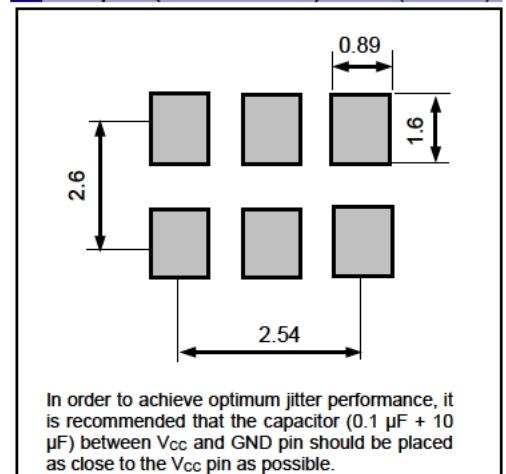 0.89
1.6
2.6
2.54
In order to achieve optimum jitter performance, it
is recommended that the capacitor (0.1 µF + 10
µF) between VCC and GND pin should be placed
as close to the VCC pin as possible.